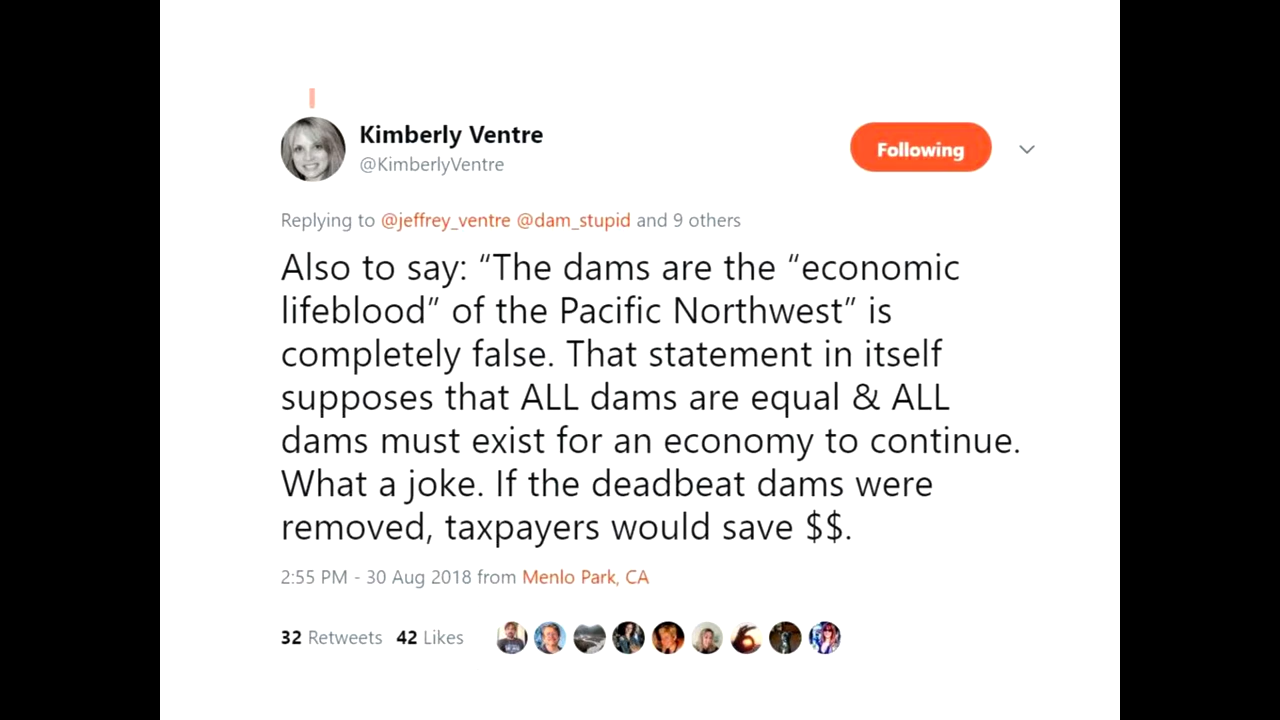 Kimberly Ventre
@KimberlyVentre
Following
Replying to @jeffrey_ventre @dam_stupid and 9 others
Also to say: “The dams are the “economic
lifeblood” of the Pacific Northwest” is
completely false. That statement in itself
supposes that ALL dams are equal & ALL
dams must exist for an economy to continue.
What a joke. If the deadbeat dams were
removed, taxpayers would save $$.
2:55 PM - 30 Aug 2018 from Menlo Park, CA
32 Retweets 42 Likes